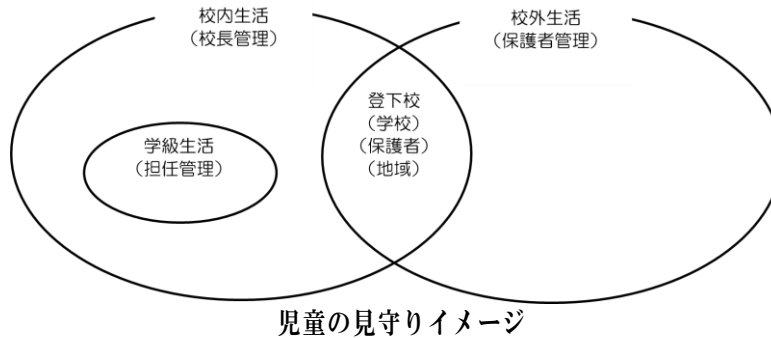 校内生活
（校長管理）
校外生活
（保護者管理）
登下校
（学校）
（保護者）
（地域）
学級生活
（担任管理）
児童の見守りイメージ